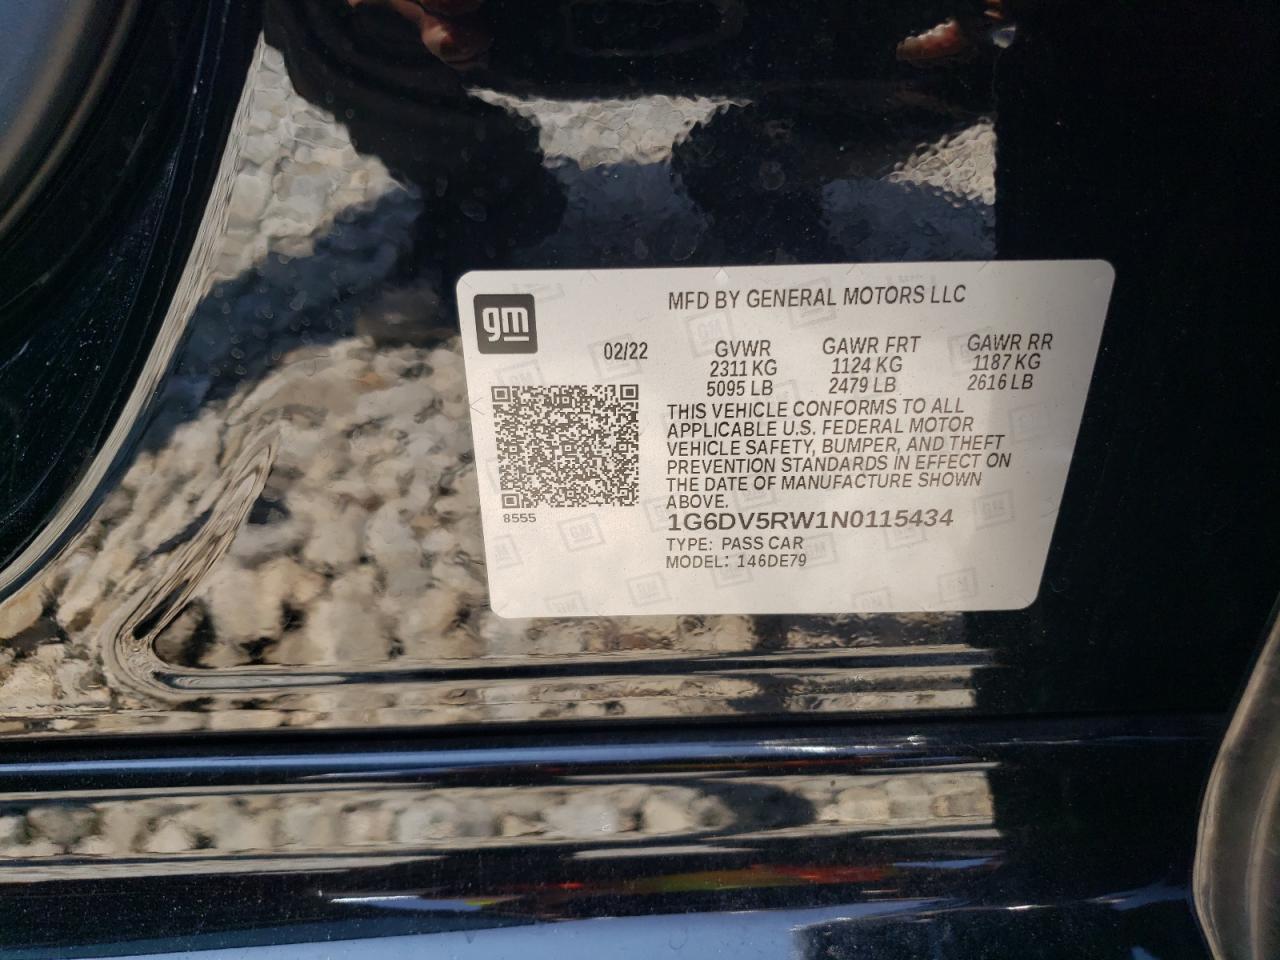 gm
MFD BY GENERAL MOTORS LLC
02/22 GVWR GAWR FRT GAWR RR
2311 KG 1124 KG 1187 KG
5095 LB 2479 LB 2616 LB
THIS VEHICLE CONFORMS TO ALL
APPLICABLE U.S. FEDERAL MOTOR
VEHICLE SAFETY, BUMPER, AND THEFT
PREVENTION STANDARDS IN EFFECT ON
THE DATE OF MANUFACTURE SHOWN
ABOVE.
8555
1G6DV5RW1N0115434
TYPE: PASS CAR
MODEL: 146DE79